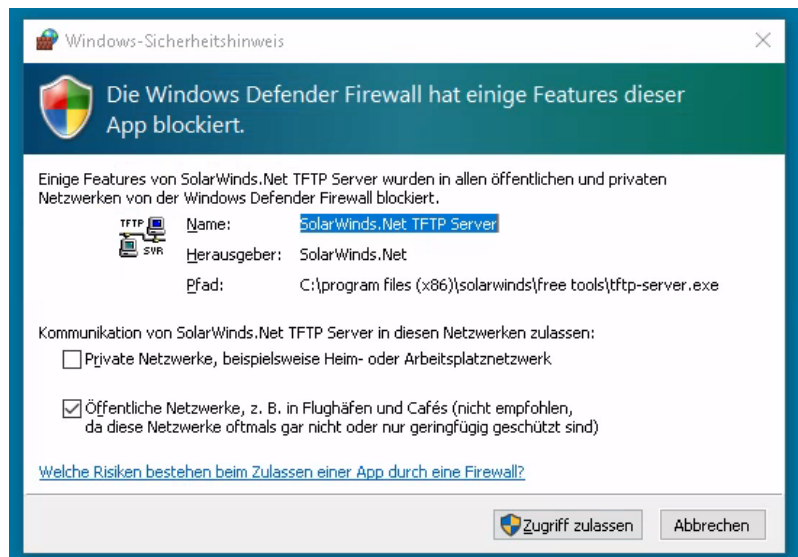 Windows-Sicherheitshinweis
Die Windows Defender Firewall hat einige Features dieser
App blockiert.
Einige Features von SolarWinds.Net TFTP Server wurden in allen öffentlichen und privaten
Netzwerken von der Windows Defender Firewall blockiert.
TFTP
SVR
Name: SolarWinds.Net TFTP Server
Herausgeber: SolarWinds.Net
Pfad: C:\program files (x86)\solarwinds\free tools\tftp-server.exe
Kommunikation von SolarWinds.Net TFTP Server in diesen Netzwerken zulassen:
Private Netzwerke, beispielsweise Heim- oder Arbeitsplatznetzwerk
Öffentliche Netzwerke, z. B. in Flughäfen und Cafés (nicht empfohlen,
da diese Netzwerke oftmals gar nicht oder nur geringfügig geschützt sind)
Welche Risiken bestehen beim Zulassen einer App durch eine Firewall?
Zugriff zulassen Abbrechen